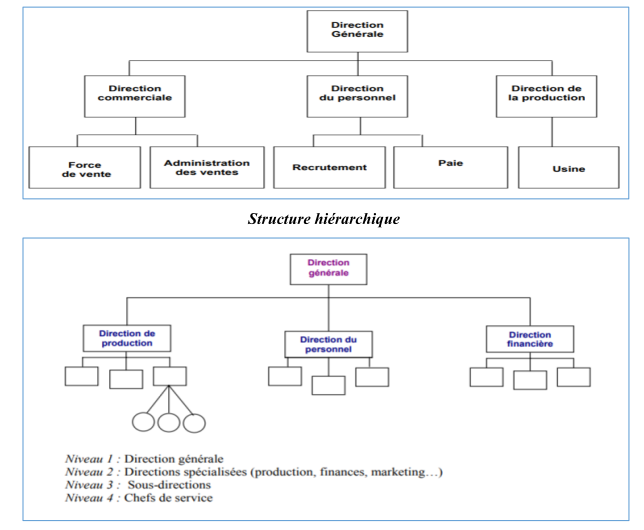 Direction
Générale
Direction
commerciale
Direction
du personnel
Direction de
la production
Force
de vente
Administration
des ventes
Recrutement
Paie
Usine
Structure hiérarchique
Direction
générale
Direction de
production
Direction du
personnel
Direction
financière
Niveau 1 : Direction générale
Niveau 2 : Directions spécialisées (production, finances, marketing…)
Niveau 3 : Sous-directions
Niveau 4 : Chefs de service